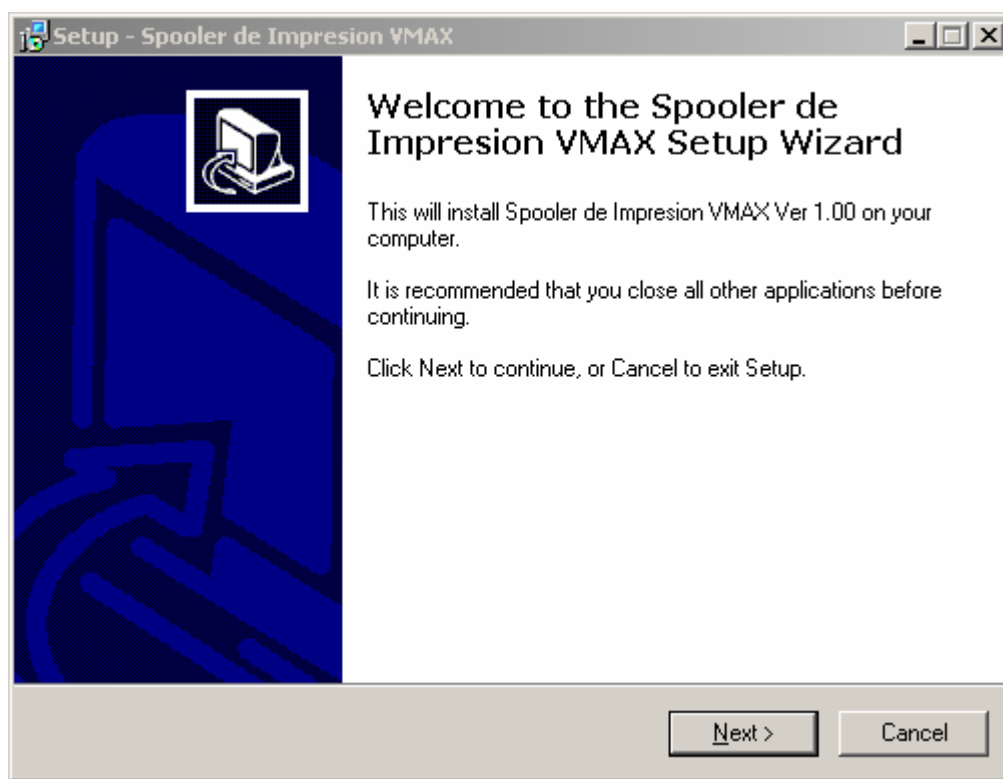 Setup - Spooler de Impresion VMAX
Welcome to the Spooler de
Impresion VMAX Setup Wizard
This will install Spooler de Impresion VMAX Ver 1.00 on your
computer.
It is recommended that you close all other applications before
continuing.
Click Next to continue, or Cancel to exit Setup.
Next > Cancel